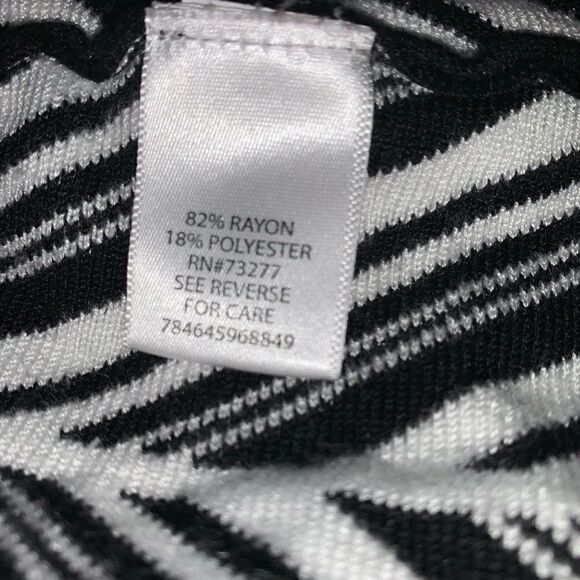 82% RAYON
18% POLYESTER
RN#73277
SEE REVERSE
FOR CARE
784645968849